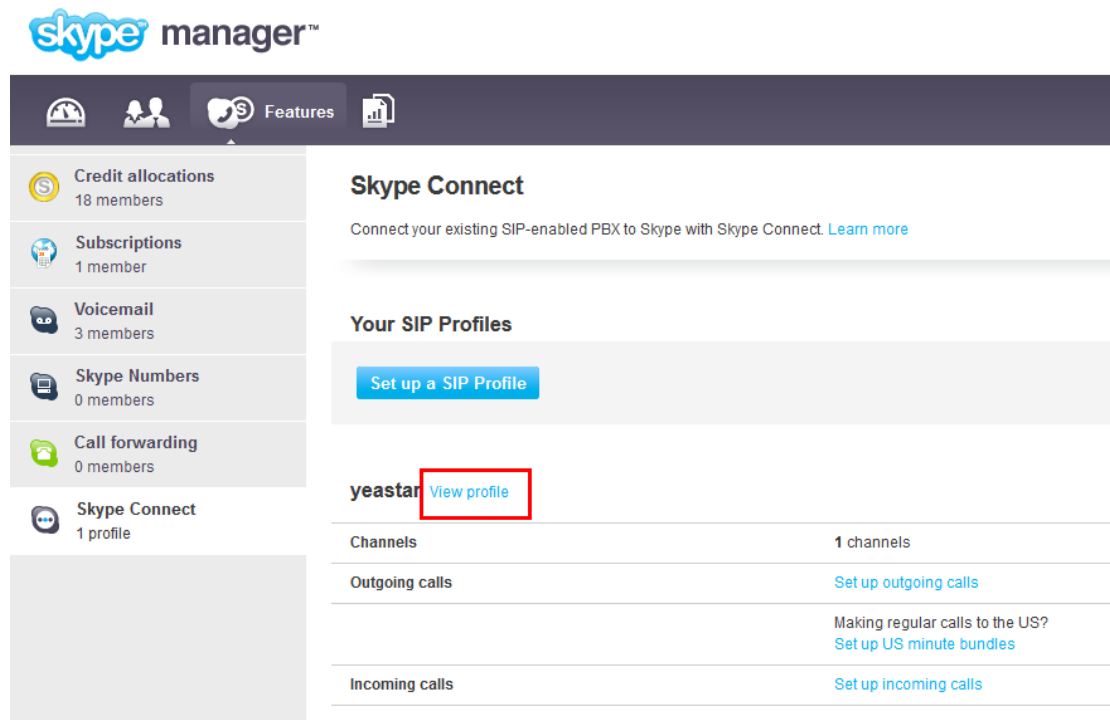 skype manager™
Features
Credit allocations
18 members
Subscriptions
1 member
Voicemail
3 members
Skype Numbers
0 members
Call forwarding
0 members
Skype Connect
1 profile
Skype Connect
Connect your existing SIP-enabled PBX to Skype with Skype Connect. Learn more
Your SIP Profiles
Set up a SIP Profile
yeastar View profile
Channels 1 channels
Outgoing calls Set up outgoing calls
Making regular calls to the US?
Set up US minute bundles
Incoming calls Set up incoming calls